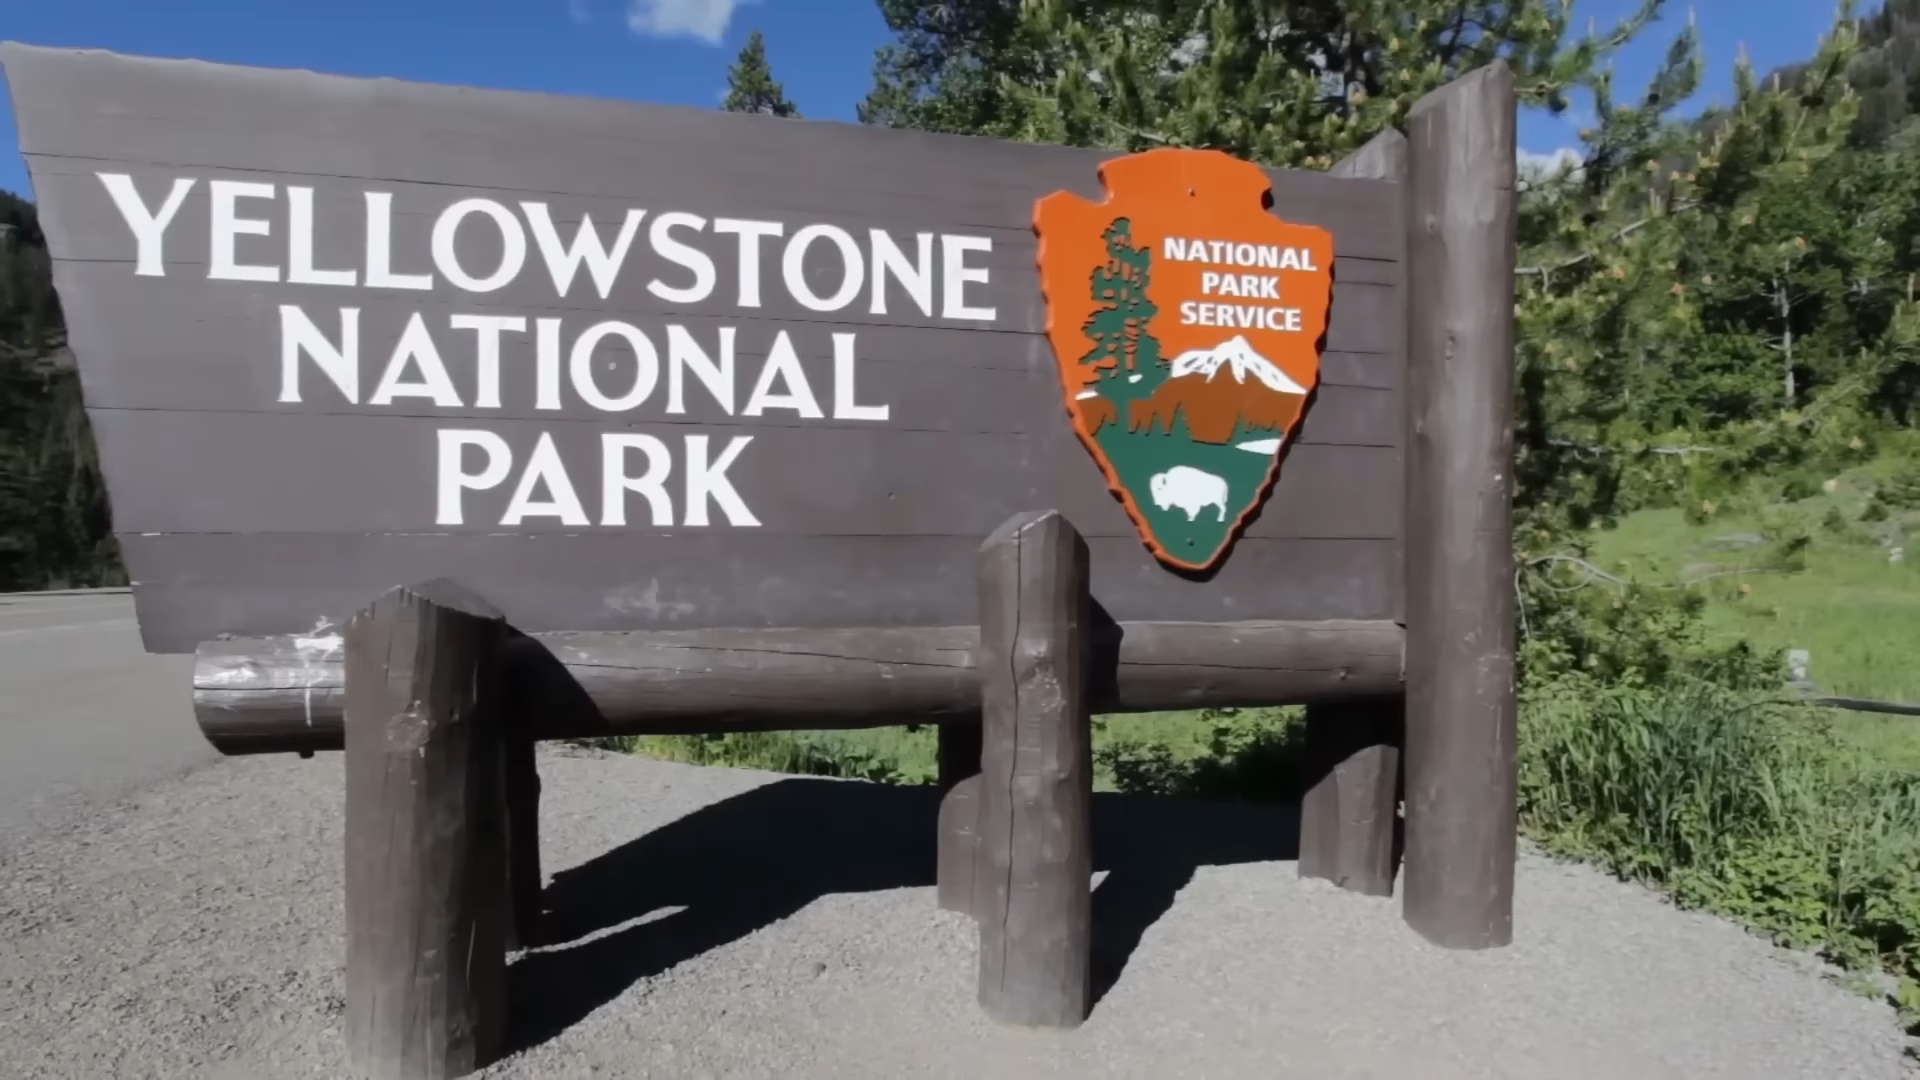 YELLOWSTONE
NATIONAL
PARK
NATIONAL
PARK
SERVICE